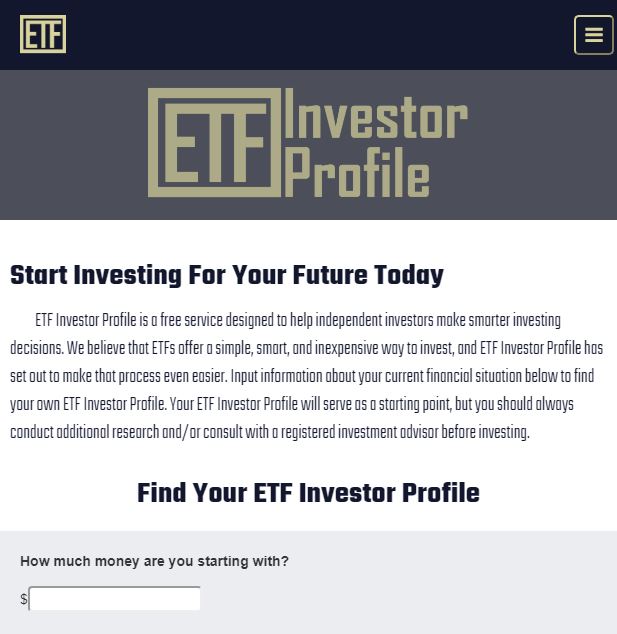 ETF
ETF Investor
Profile
Start Investing For Your Future Today
ETF Investor Profile is a free service designed to help independent investors make smarter investing
decisions. We believe that ETFs offer a simple, smart, and inexpensive way to invest, and ETF Investor Profile has
set out to make that process even easier. Input information about your current financial situation below to find
your own ETF Investor Profile. Your ETF Investor Profile will serve as a starting point, but you should always
conduct additional research and/or consult with a registered investment advisor before investing.
Find Your ETF Investor Profile
How much money are you starting with?
$